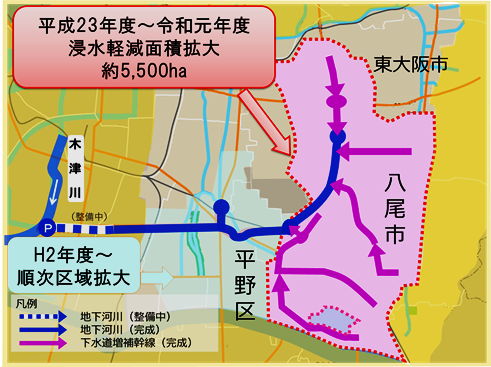 平成23年度～令和元年度
浸水軽減面積拡大
約5,500ha
東大阪市
木津川
(整備中)
P
八尾市
平野区
H2年度～
順次区域拡大
凡例
地下河川（整備中）
地下河川（完成）
下水道増補幹線（完成）